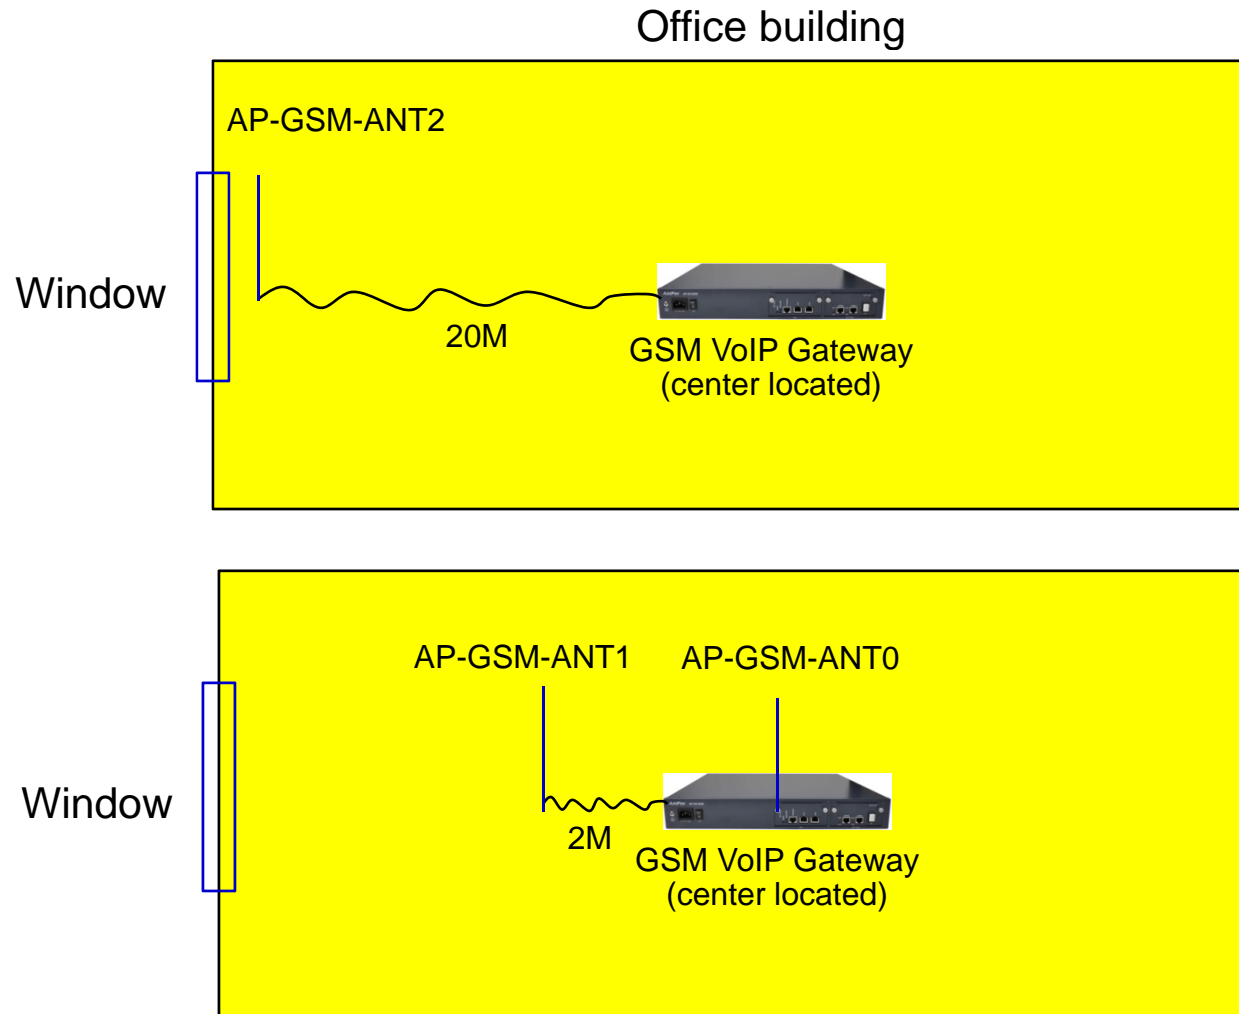 Office building
AP-GSM-ANT2
Window
20M
GSM VoIP Gateway
(center located)
AP-GSM-ANT1
AP-GSM-ANT0
Window
2M
GSM VoIP Gateway
(center located)